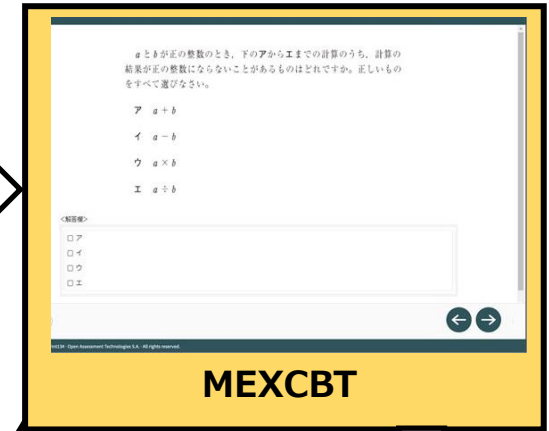 aとbが正の整数のとき，下のアからエまでの計算のうち，計算の
結果が正の整数にならないことがあるものはどれですか。正しいもの
をすべて選びなさい。
ア a + b
イ a − b
ウ a × b
エ a ÷ b
<解答欄>
□ ア
□ イ
□ ウ
□ エ
Open Assessment Technologies S.A. · All rights reserved.
MEXCBT